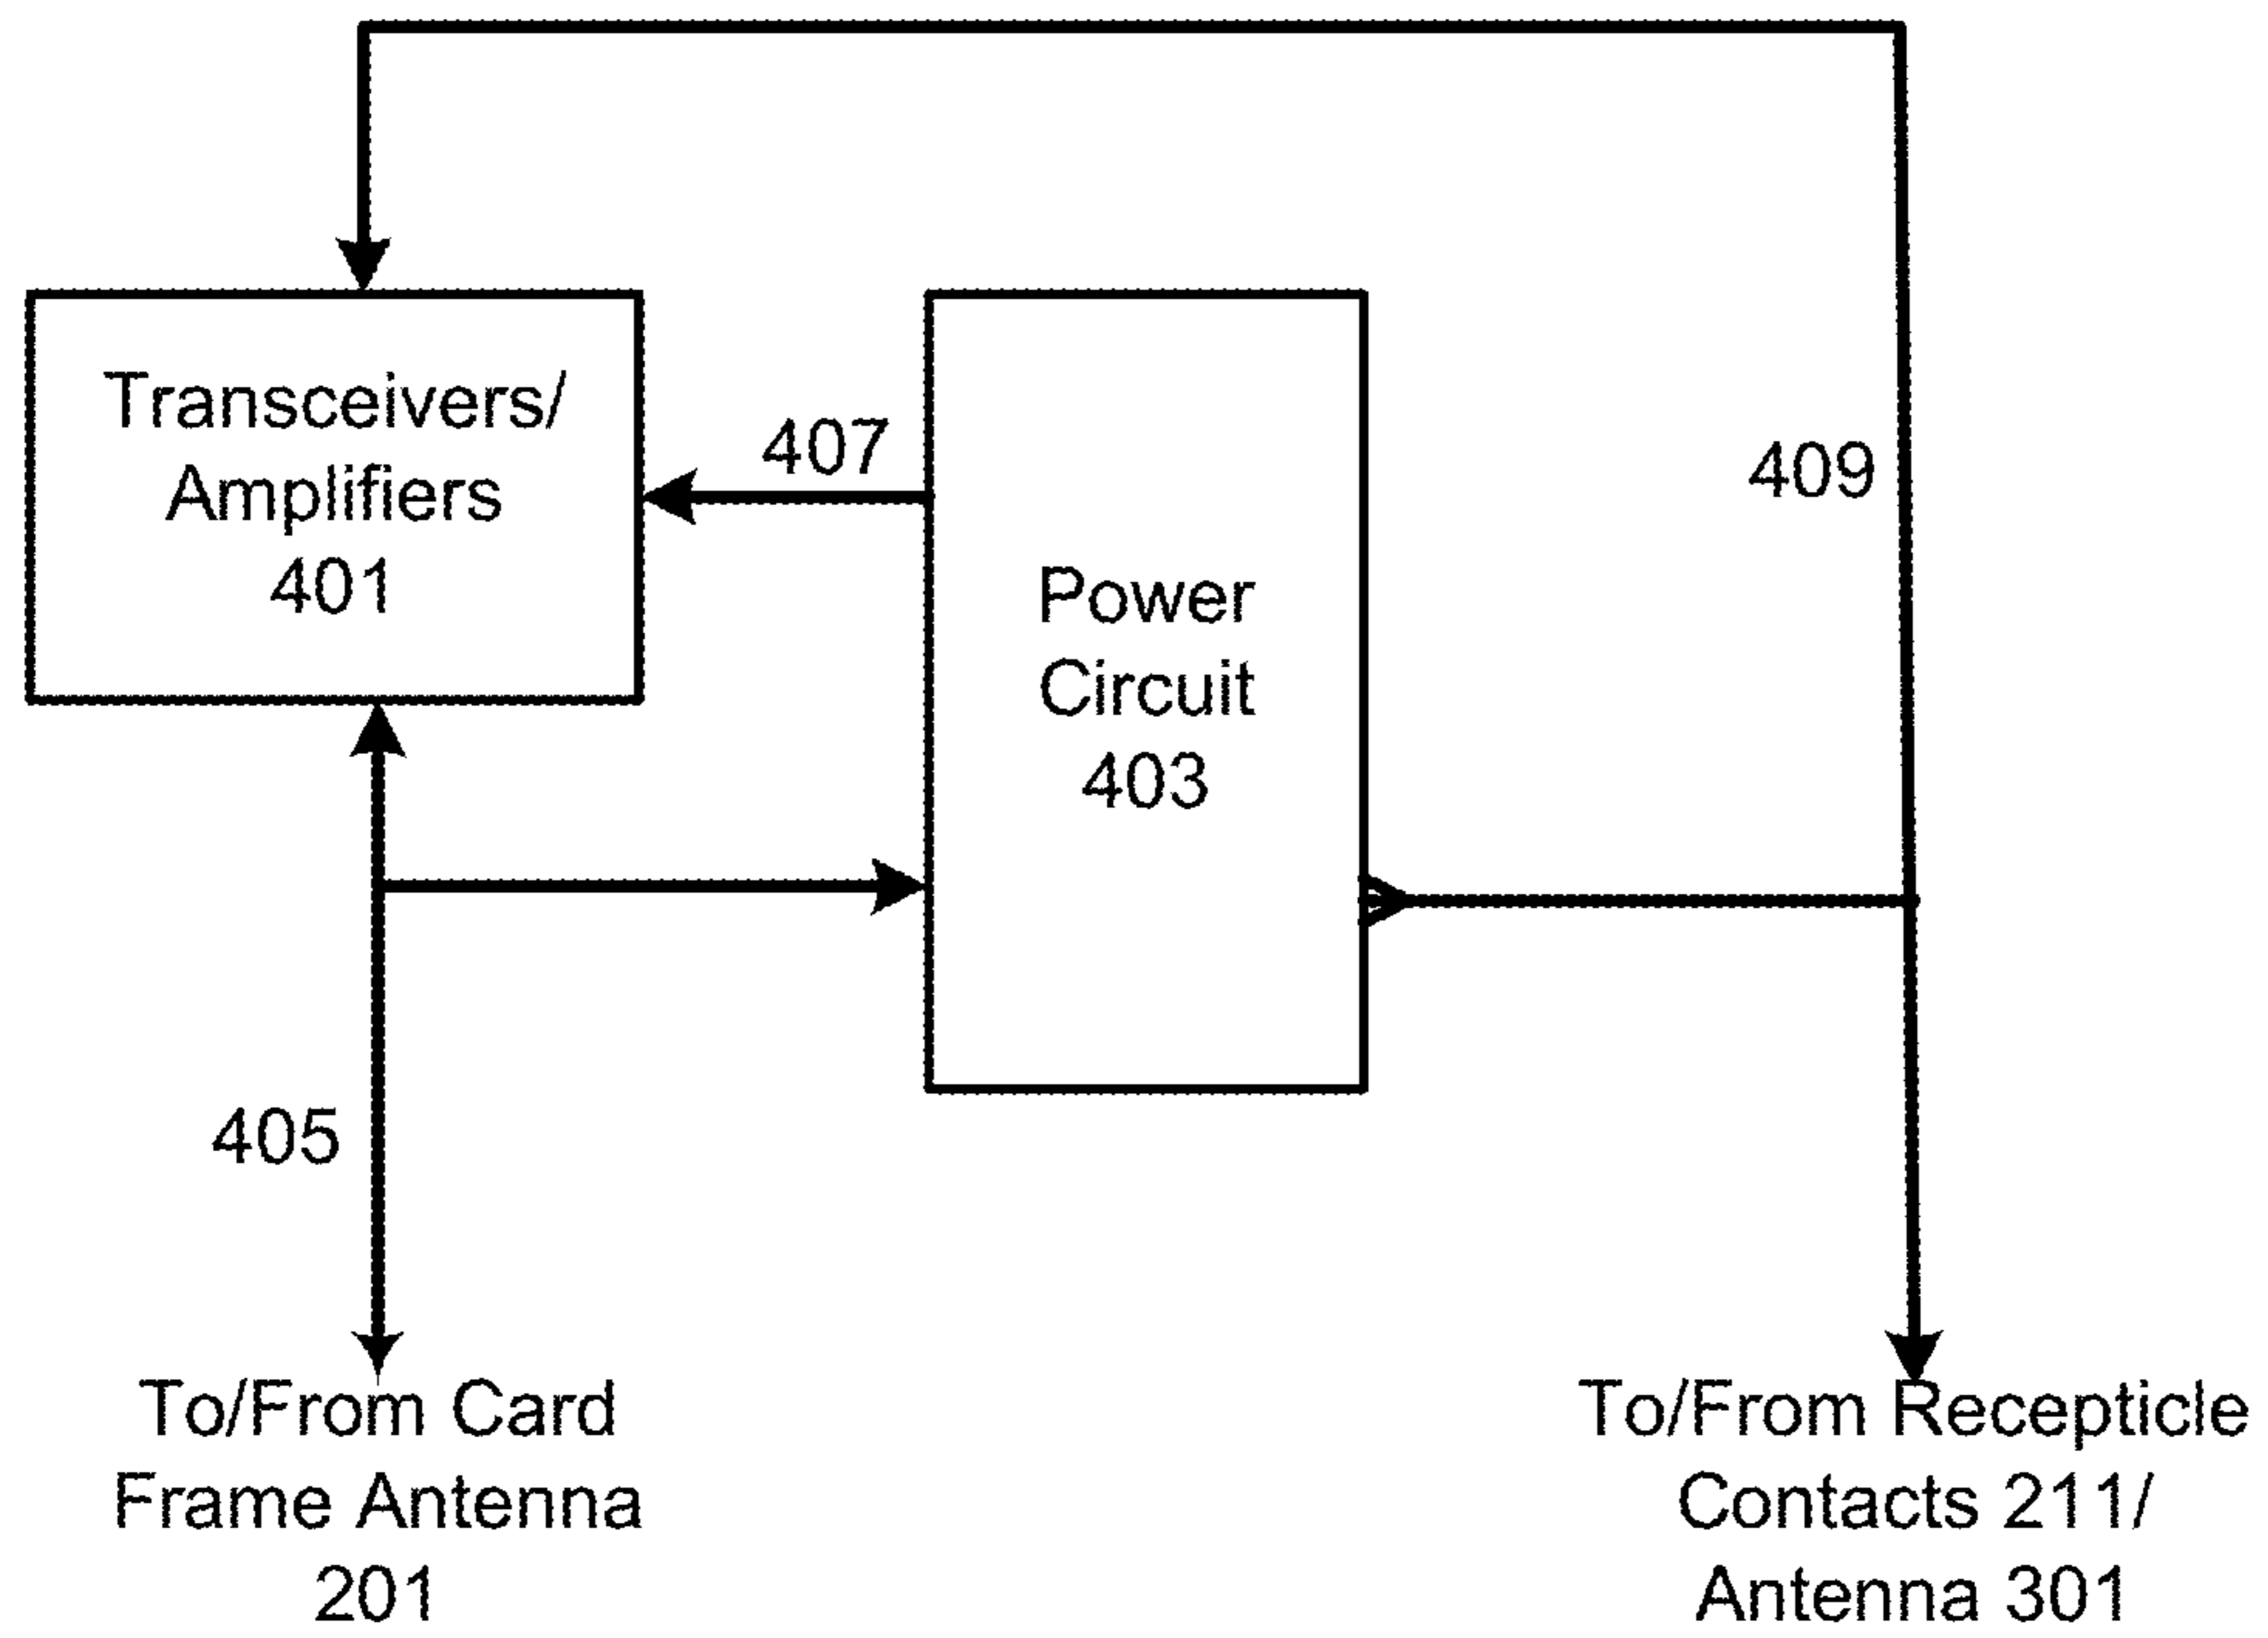 Transceivers/
Amplifiers
401
407
409
Power
Circuit
403
405
To/From Card
Frame Antenna
201
To/From Recepticle
Contacts 211/
Antenna 301